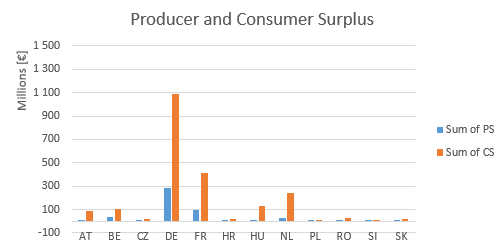 Producer and Consumer Surplus
Millions [€]
1 500
1 300
1 100
900
700
500
300
100
-100
AT BE CZ DE FR HR HU NL PL RO SI SK
Sum of PS
Sum of CS